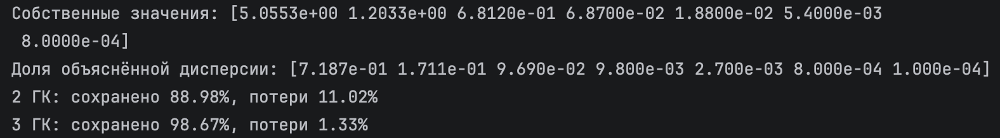 Собственные значения: [5.0553e+00 1.2033e+00 6.8120e-01 6.8700e-02 1.8800e-02 5.4000e-03
 8.0000e-04]
Доля объяснённой дисперсии: [7.187e-01 1.711e-01 9.690e-02 9.800e-03 2.700e-03 8.000e-04 1.000e-04]
2 ГК: сохранено 88.98%, потери 11.02%
3 ГК: сохранено 98.67%, потери 1.33%